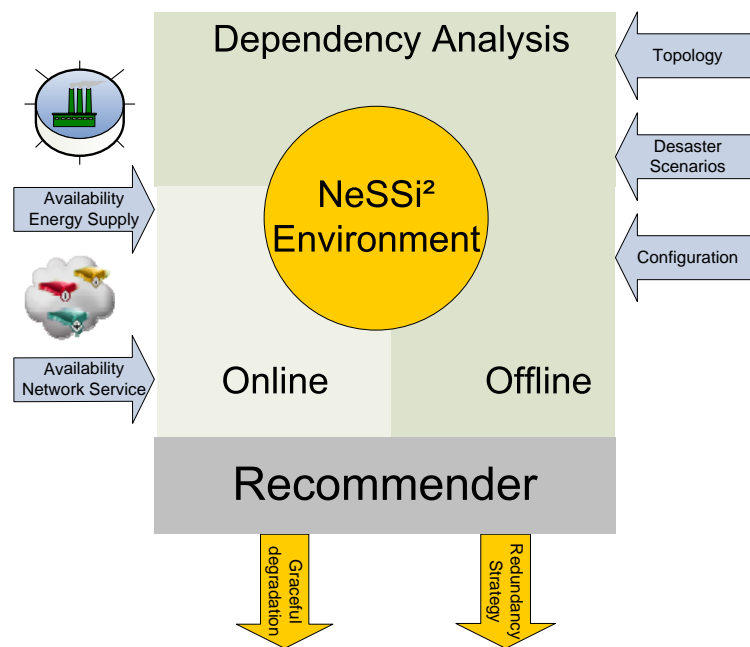 Dependency Analysis
Topology
Desaster
Scenarios
Availability
Energy Supply
NeSSi²
Environment
Configuration
Availability
Network Service
Online
Offline
Recommender
Graceful
degradation
Redundancy
Strategy